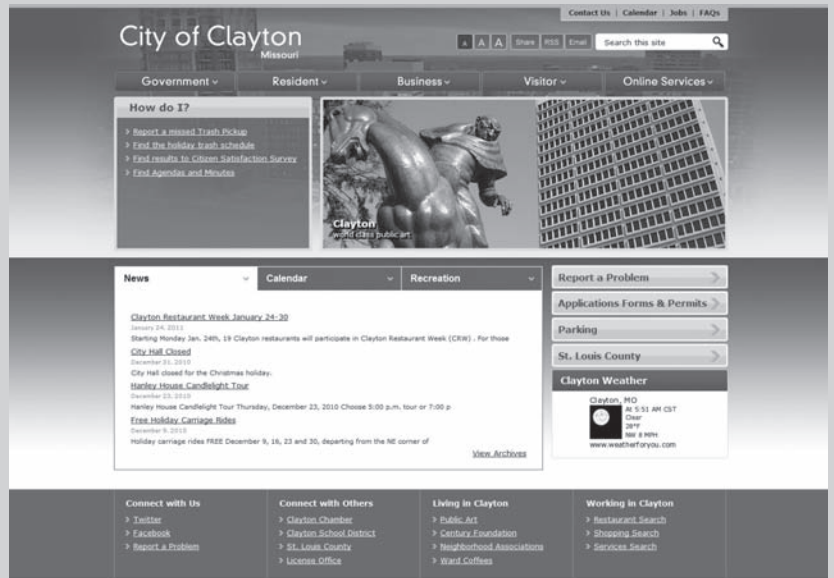 Contact Us | Calendar | Jobs | FAQs
City of Clayton
Missouri
A A A Share RSS Email Search this site
Government Resident Business Visitor Online Services
How do I?
> Report a missed Trash Pickup
> Find the holiday trash schedule
> Find results to Citizen Satisfaction Survey
> Find Agendas and Minutes
Clayton
world class public art
News Calendar Recreation
Clayton Restaurant Week January 24-30
January 24, 2011
Starting Monday Jan. 24th, 19 Clayton restaurants will participate in Clayton Restaurant Week (CRW) . For those
City Hall Closed
December 31, 2010
City Hall closed for the Christmas holiday.
Hanley House Candlelight Tour
December 23, 2010
Hanley House Candlelight Tour Thursday, December 23, 2010 Choose 5:00 p.m. tour or 7:00 p
Free Holiday Carriage Rides
December 9, 2010
Holiday carriage rides FREE December 9, 16, 23 and 30, departing from the NE corner of
View Archives
Report a Problem
Applications Forms & Permits
Parking
St. Louis County
Clayton Weather
Clayton, MO
At 5:51 AM CST
Clear
28°F
NW 8 MPH
www.weatherforyou.com
Connect with Us
> Twitter
> Facebook
> Report a Problem
Connect with Others
> Clayton Chamber
> Clayton School District
> St. Louis County
> License Office
Living in Clayton
> Public Art
> Century Foundation
> Neighborhood Associations
> Ward Coffees
Working in Clayton
> Restaurant Search
> Shopping Search
> Services Search